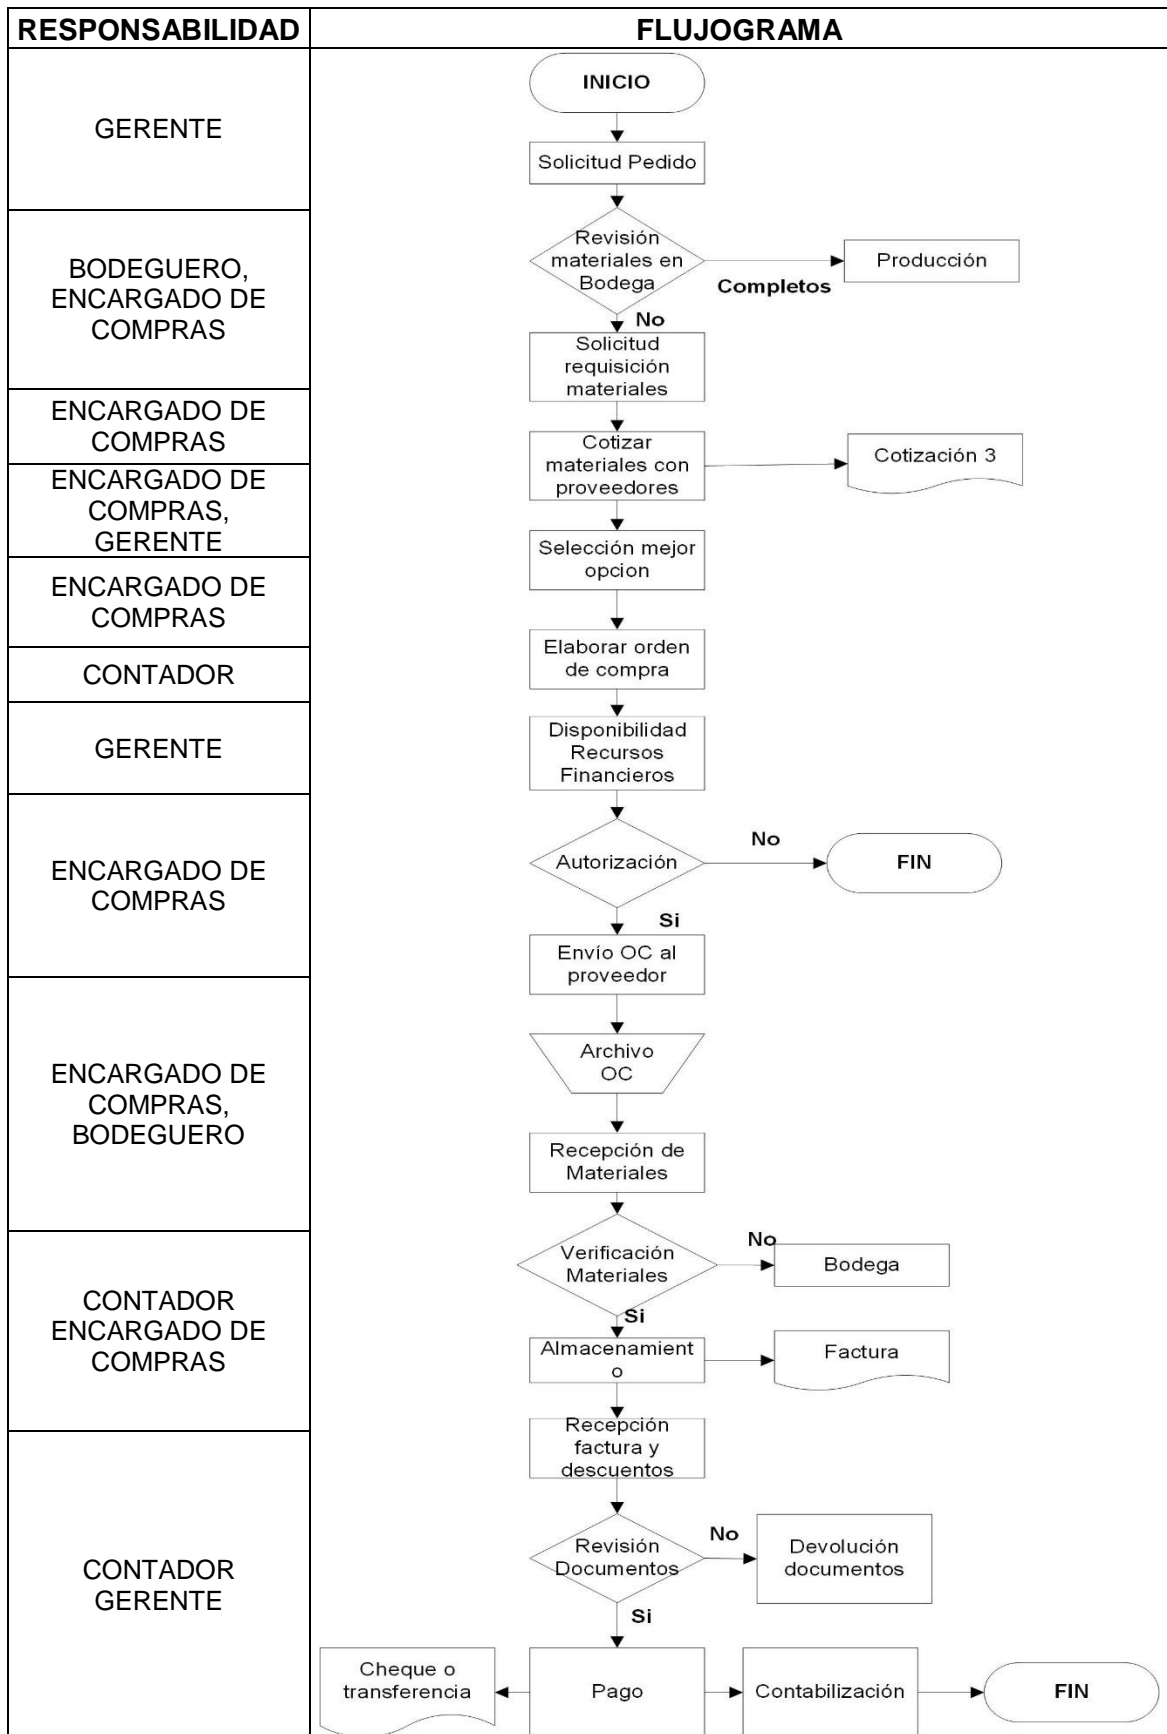 RESPONSABILIDAD
FLUJOGRAMA
GERENTE
INICIO
Solicitud Pedido
BODEGUERO,
ENCARGADO DE
COMPRAS
Revisión
materiales en
Bodega
Completos
Producción
No
Solicitud
requisición
materiales
ENCARGADO DE
COMPRAS
Cotizar
materiales con
proveedores
Cotización 3
ENCARGADO DE
COMPRAS,
GERENTE
Selección mejor
opcion
ENCARGADO DE
COMPRAS
Elaborar orden
de compra
CONTADOR
GERENTE
Disponibilidad
Recursos
Financieros
ENCARGADO DE
COMPRAS
Autorización
No
FIN
Si
Envío OC al
proveedor
ENCARGADO DE
COMPRAS,
BODEGUERO
Archivo
OC
Recepción de
Materiales
CONTADOR
ENCARGADO DE
COMPRAS
Verificación
Materiales
No
Bodega
Si
Almacenamient
o
Factura
CONTADOR
GERENTE
Recepción
factura y
descuentos
Revisión
Documentos
No
Devolución
documentos
Si
Cheque o
transferencia
Pago
Contabilización
FIN